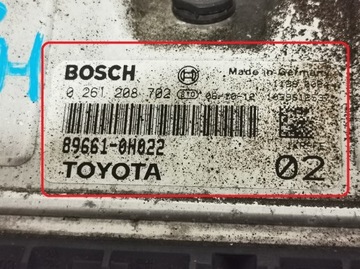 BOSCH Made in Germany
0 261 208 702
89661-0H022
TOYOTA 02